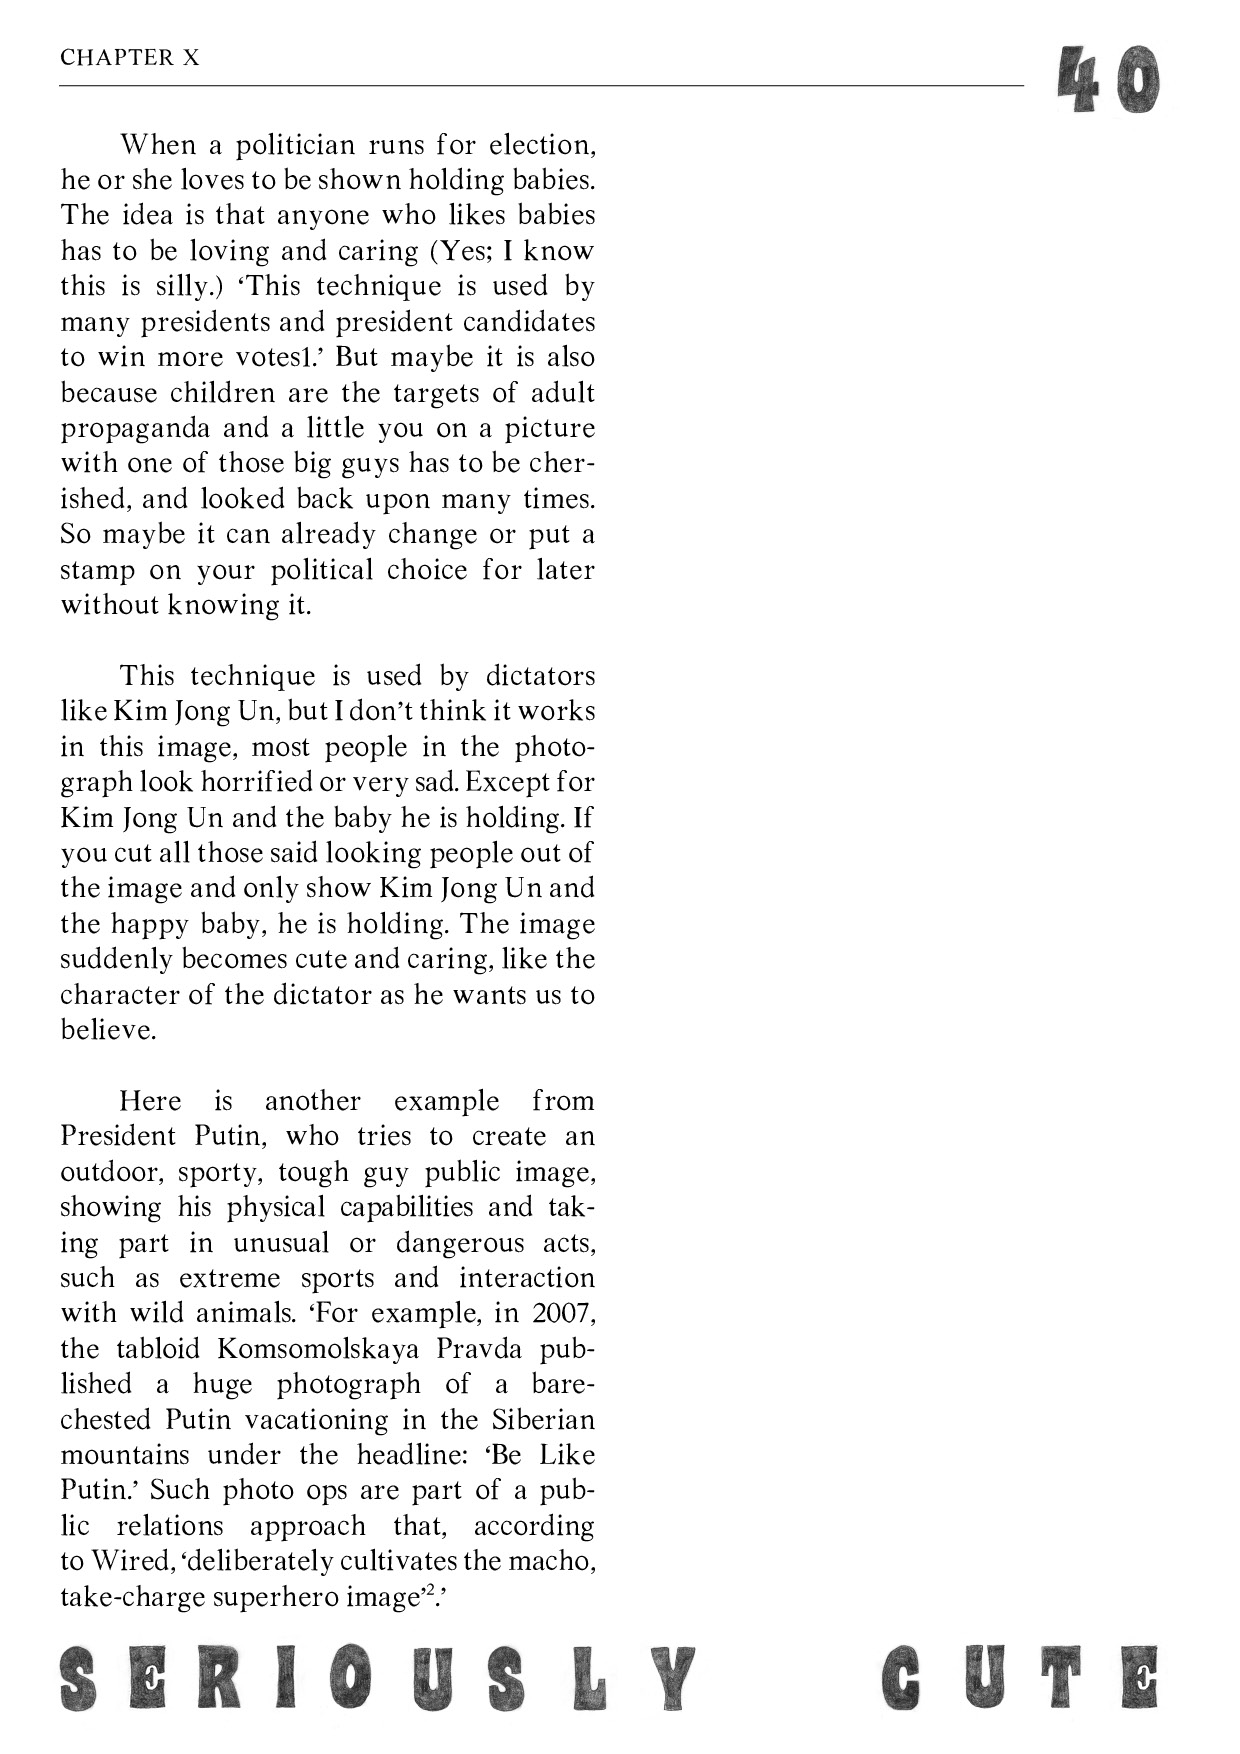 CHAPTER X
40
When a politician runs for election,
he or she loves to be shown holding babies.
The idea is that anyone who likes babies
has to be loving and caring (Yes; I know
this is silly.) ‘This technique is used by
many presidents and president candidates
to win more votes1.’ But maybe it is also
because children are the targets of adult
propaganda and a little you on a picture
with one of those big guys has to be cher-
ished, and looked back upon many times.
So maybe it can already change or put a
stamp on your political choice for later
without knowing it.
This technique is used by dictators
like Kim Jong Un, but I don’t think it works
in this image, most people in the photo-
graph look horrified or very sad. Except for
Kim Jong Un and the baby he is holding. If
you cut all those said looking people out of
the image and only show Kim Jong Un and
the happy baby, he is holding. The image
suddenly becomes cute and caring, like the
character of the dictator as he wants us to
believe.
Here is another example from
President Putin, who tries to create an
outdoor, sporty, tough guy public image,
showing his physical capabilities and tak-
ing part in unusual or dangerous acts,
such as extreme sports and interaction
with wild animals. ‘For example, in 2007,
the tabloid Komsomolskaya Pravda pub-
lished a huge photograph of a bare-
chested Putin vacationing in the Siberian
mountains under the headline: ‘Be Like
Putin.’ Such photo ops are part of a pub-
lic relations approach that, according
to Wired, ‘deliberately cultivates the macho,
take-charge superhero image’².’
SERIOUSLY CUTE